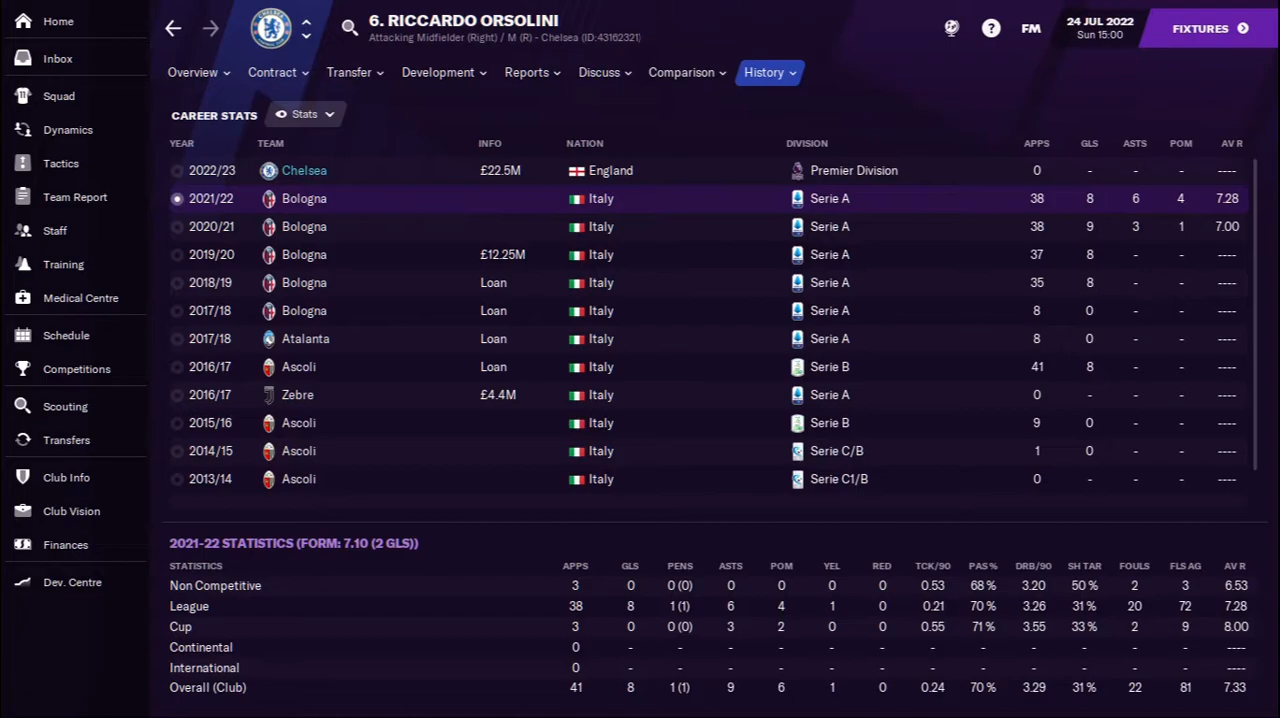 Home
Inbox
Squad
Dynamics
Tactics
Team Report
Staff
Training
Medical Centre
Schedule
Competitions
Scouting
Transfers
Club Info
Club Vision
Finances
Dev. Centre
6. RICCARDO ORSOLINI
Attacking Midfielder (Right) / M (R) - Chelsea (ID:43162321)
? FM 24 JUL 2022 FIXTURES
Sun 15:00
Overview Contract Transfer Development Reports Discuss Comparison History
CAREER STATS Stats
YEAR TEAM INFO NATION DIVISION APPS GLS ASTS POM AV R
2022/23 Chelsea £22.5M England Premier Division 0 - - - ----
2021/22 Bologna Italy Serie A 38 8 6 4 7.28
2020/21 Bologna Italy Serie A 38 9 3 1 7.00
2019/20 Bologna £12.25M Italy Serie A 37 8 - - ----
2018/19 Bologna Loan Italy Serie A 35 8 - - ----
2017/18 Bologna Loan Italy Serie A 8 0 - - ----
2017/18 Atalanta Loan Italy Serie A 8 0 - - ----
2016/17 Ascoli Loan Italy Serie B 41 8 - - ----
2016/17 Zebre £4.4M Italy Serie A 0 - - - ----
2015/16 Ascoli Italy Serie B 9 0 - - ----
2014/15 Ascoli Italy Serie C/B 1 0 - - ----
2013/14 Ascoli Italy Serie C1/B 0 - - - ----
2021-22 STATISTICS (FORM: 7.10 (2 GLS))
STATISTICS APPS GLS PENS ASTS POM YEL RED TCK/90 PAS % DRB/90 SH TAR FOULS FLS AG AV R
Non Competitive 3 0 0 (0) 0 0 0 0 0.53 68 % 3.20 50 % 2 3 6.53
League 38 8 1 (1) 6 4 1 0 0.21 70 % 3.26 31 % 20 72 7.28
Cup 3 0 0 (0) 3 2 0 0 0.55 71 % 3.55 33 % 2 9 8.00
Continental 0 - - - - - - - - - - - - ----
International 0 - - - - - - - - - - - - ----
Overall (Club) 41 8 1 (1) 9 6 1 0 0.24 70 % 3.29 31 % 22 81 7.33